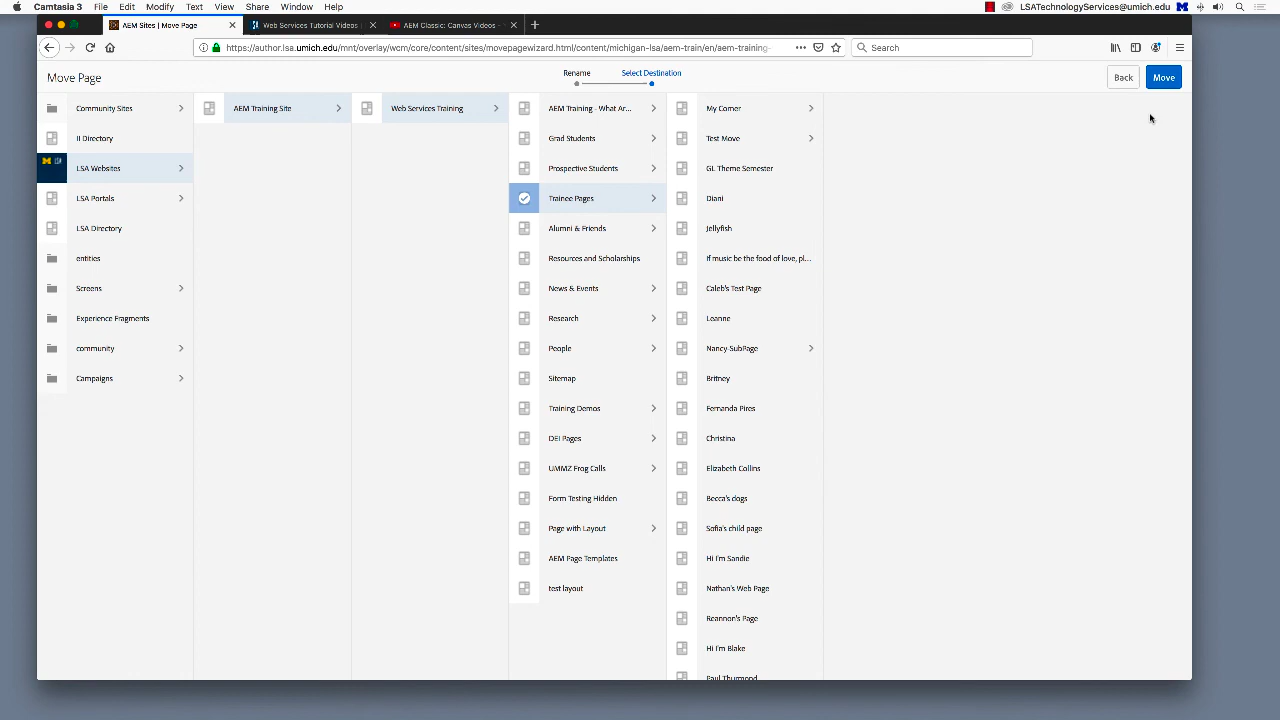 Camtasia 3 File Edit Modify Text View Share Window Help LSATechnologyServices@umich.edu
AEM Sites | Move Page Web Services Tutorial Videos | AEM Classic: Canvas Videos -
https://author.lsa.umich.edu/mnt/overlay/wcm/core/content/sites/movepagewizard.html/content/michigan-lsa/aem-train/en/aem-training- Search
Move Page Rename Select Destination Back Move
Community Sites AEM Training Site Web Services Training AEM Training - What Ar... My Corner
II Directory Grad Students Test Move
LSA Websites Prospective Students GL Theme Semester
LSA Portals Trainee Pages Diani
LSA Directory Alumni & Friends Jellyfish
entities Resources and Scholarships If music be the food of love, pl...
Screens News & Events Caleb's Test Page
Experience Fragments Research Leanne
community People Nancy-SubPage
Campaigns Sitemap Britney
Training Demos Fernanda Pires
DEI Pages Christina
UMMZ Frog Calls Elizabeth Collins
Form Testing Hidden Becca's dogs
Page with Layout Sofia's child page
AEM Page Templates Hi I'm Sandie
test layout Nathan's Web Page
Reannon's Page
Hi I'm Blake
Paul Thurmond